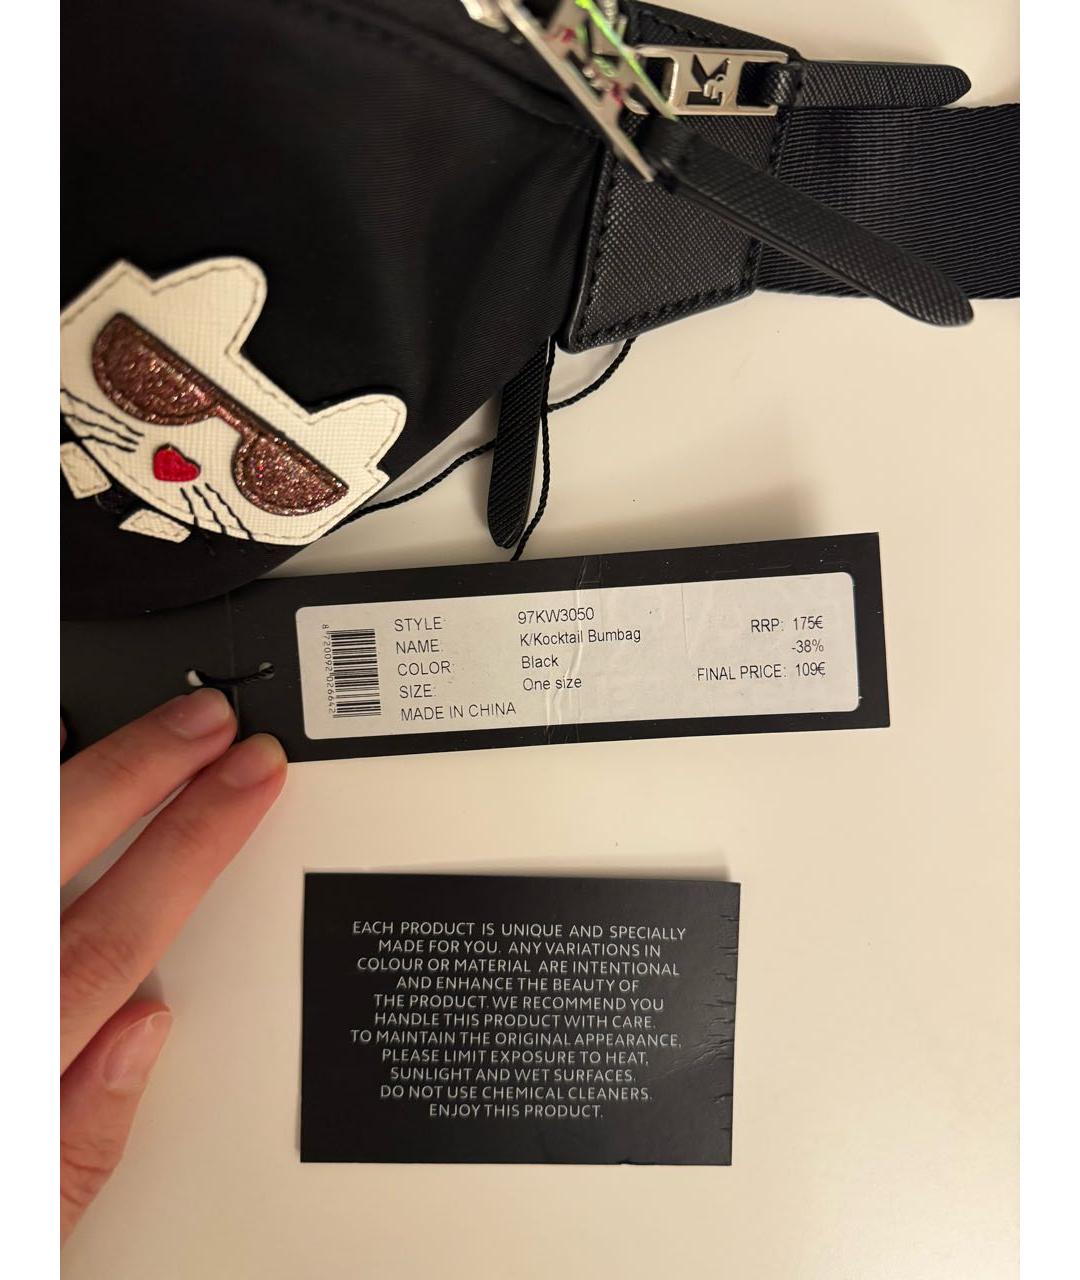 STYLE: 97KW3050
NAME: K/Kocktail Bumbag
COLOR: Black
SIZE: One size
MADE IN CHINA
RRP: 175€
-38%
FINAL PRICE: 109€
8720092026642
EACH PRODUCT IS UNIQUE AND SPECIALLY
MADE FOR YOU. ANY VARIATIONS IN
COLOUR OR MATERIAL ARE INTENTIONAL
AND ENHANCE THE BEAUTY OF
THE PRODUCT. WE RECOMMEND YOU
HANDLE THIS PRODUCT WITH CARE.
TO MAINTAIN THE ORIGINAL APPEARANCE,
PLEASE LIMIT EXPOSURE TO HEAT,
SUNLIGHT AND WET SURFACES.
DO NOT USE CHEMICAL CLEANERS.
ENJOY THIS PRODUCT.